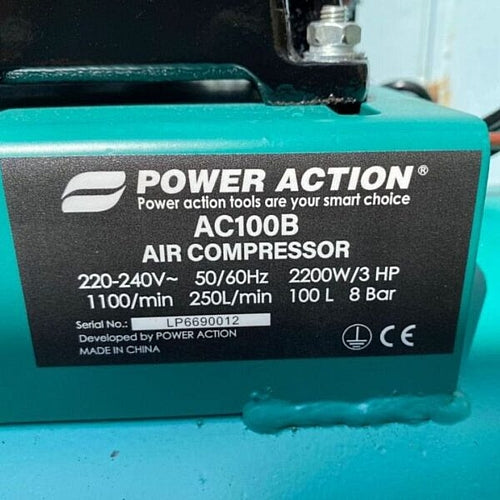 POWER ACTION®
Power action tools are your smart choice
AC100B
AIR COMPRESSOR
220-240V~ 50/60Hz 2200W/3 HP
1100/min 250L/min 100 L 8 Bar
Serial No.: LP6690012
Developed by POWER ACTION
MADE IN CHINA
CE